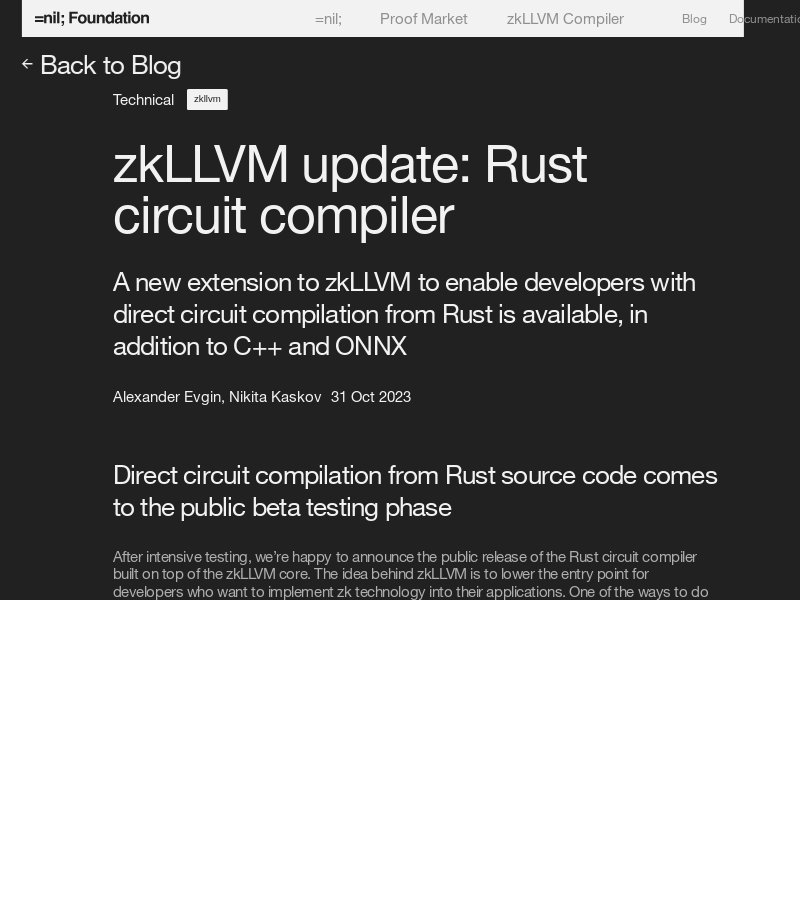 =nil; Foundation
=nil; Proof Market zkLLVM Compiler Blog Documentatio
← Back to Blog
Technical zkllvm
zkLLVM update: Rust
circuit compiler
A new extension to zkLLVM to enable developers with
direct circuit compilation from Rust is available, in
addition to C++ and ONNX
Alexander Evgin, Nikita Kaskov 31 Oct 2023
Direct circuit compilation from Rust source code comes
to the public beta testing phase
After intensive testing, we’re happy to announce the public release of the Rust circuit compiler
built on top of the zkLLVM core. The idea behind zkLLVM is to lower the entry point for
developers who want to implement zk technology into their applications. One of the ways to do